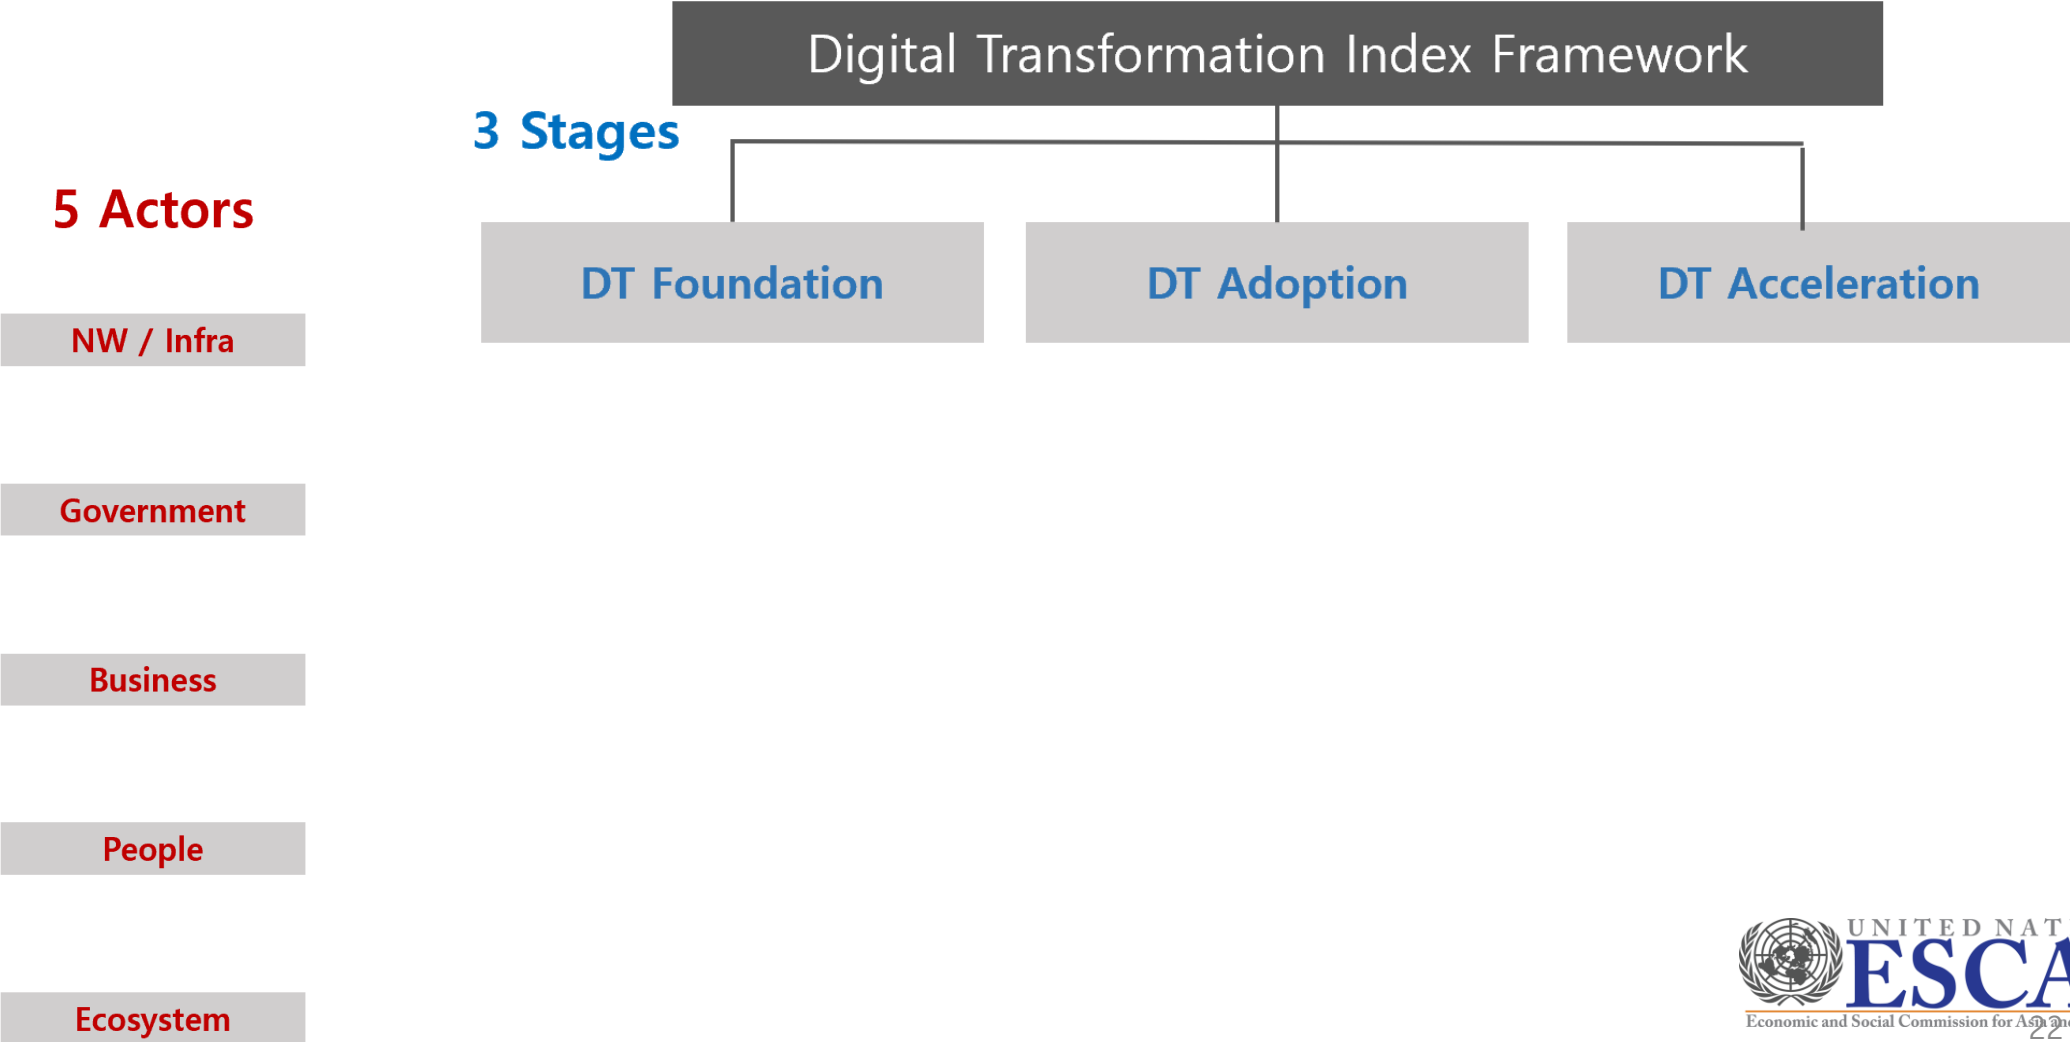 Digital Transformation Index Framework
3 Stages
5 Actors
DT Foundation
DT Adoption
DT Acceleration
NW / Infra
Government
Business
People
Ecosystem
UNITED NAT
ESCA
Economic and Social Commission for Asia an
22